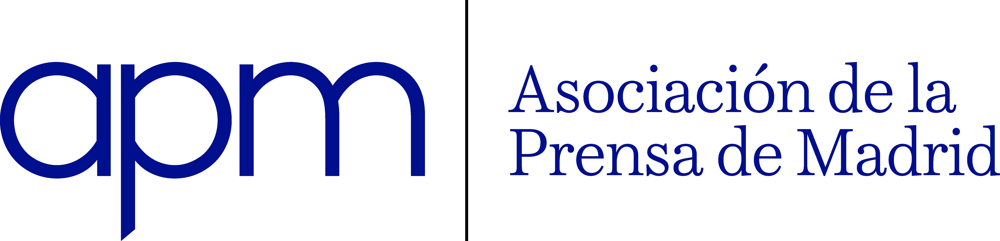 apm
Asociación de la
Prensa de Madrid